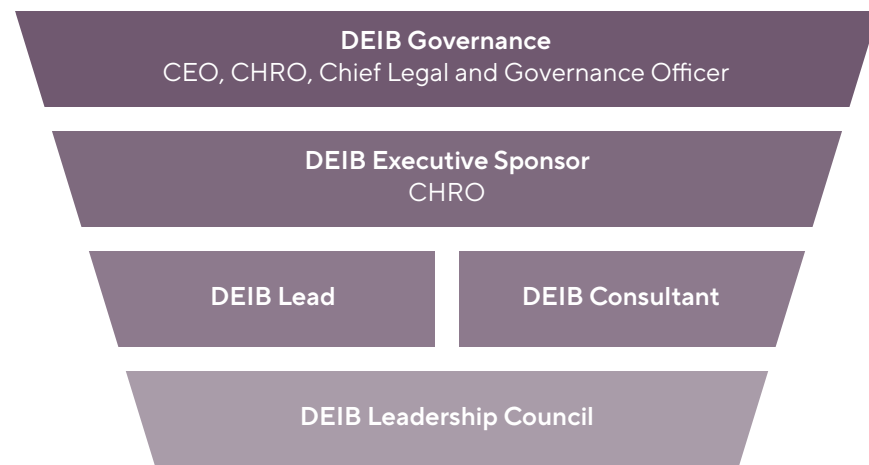 DEIB Governance
CEO, CHRO, Chief Legal and Governance Officer
DEIB Executive Sponsor
CHRO
DEIB Lead
DEIB Consultant
DEIB Leadership Council